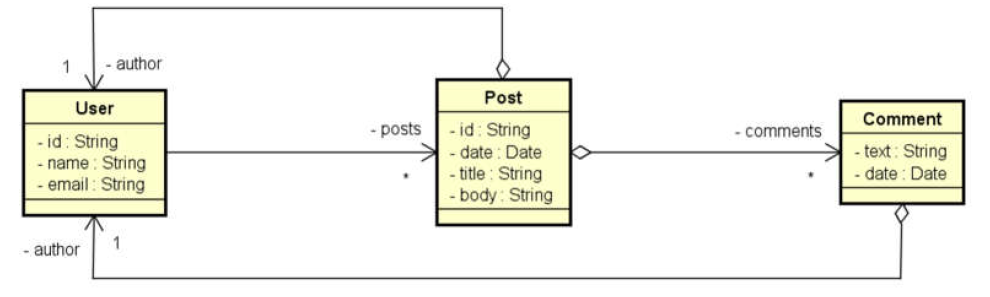 1
- author
User
- id : String
- name : String
- email : String
- posts
*
Post
- id : String
- date : Date
- title : String
- body : String
- comments
*
Comment
- text : String
- date : Date
- author
1